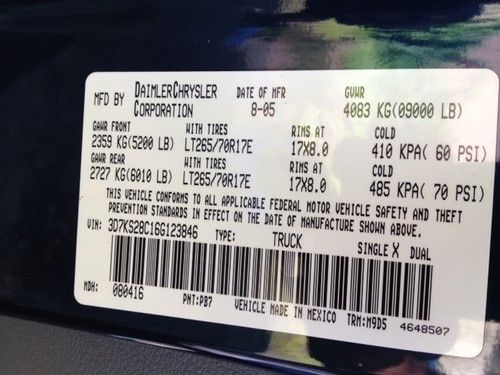 MFD BY DAIMLERCHRYSLER CORPORATION DATE OF MFR 8-05 GVWR 4083 KG(09000 LB)
GAWR FRONT WITH TIRES RIMS AT COLD
2359 KG(5200 LB) LT265/70R17E 17X8.0 410 KPA( 60 PSI)
GAWR REAR WITH TIRES RIMS AT COLD
2727 KG(6010 LB) LT265/70R17E 17X8.0 485 KPA( 70 PSI)
THIS VEHICLE CONFORMS TO ALL APPLICABLE FEDERAL MOTOR VEHICLE SAFETY AND THEFT
PREVENTION STANDARDS IN EFFECT ON THE DATE OF MANUFACTURE SHOWN ABOVE.
VIN: 3D7KS28C16G123846 TYPE: TRUCK SINGLE X DUAL
MDH: 080416 PNT:PB7 VEHICLE MADE IN MEXICO TRM:M9D5 4648507